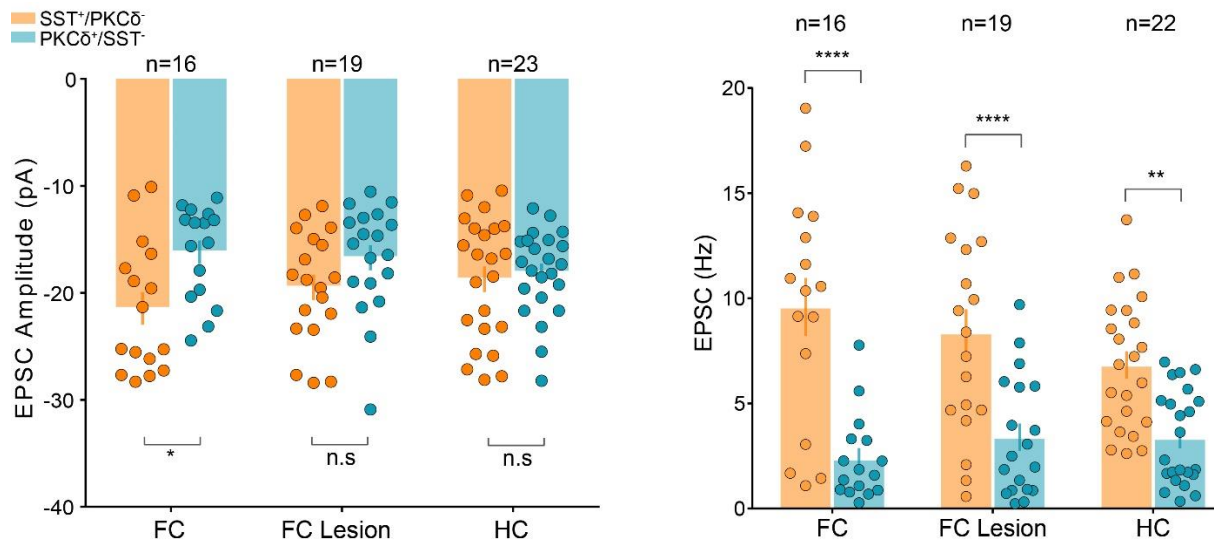 SST⁺/PKCδ⁻
PKCδ⁺/SST⁻
n=16 n=19 n=23
0
-10
-20
-30
-40
EPSC Amplitude (pA)
* n.s n.s
FC FC Lesion HC
n=16 n=19 n=22
**** **** **
20
15
10
5
0
EPSC (Hz)
FC FC Lesion HC